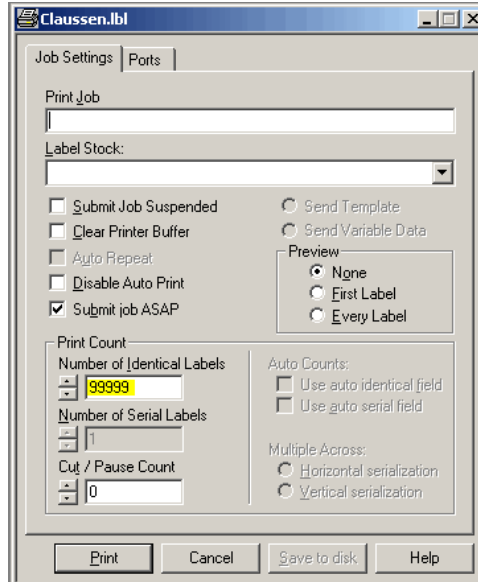 Claussen.lbl
Job Settings Ports
Print Job
Label Stock:
Submit Job Suspended
Clear Printer Buffer
Auto Repeat
Disable Auto Print
Submit job ASAP
Send Template
Send Variable Data
Preview
None
First Label
Every Label
Print Count
Number of Identical Labels
99999
Number of Serial Labels
1
Cut / Pause Count
0
Auto Counts:
Use auto identical field
Use auto serial field
Multiple Across:
Horizontal serialization
Vertical serialization
Print Cancel Save to disk Help